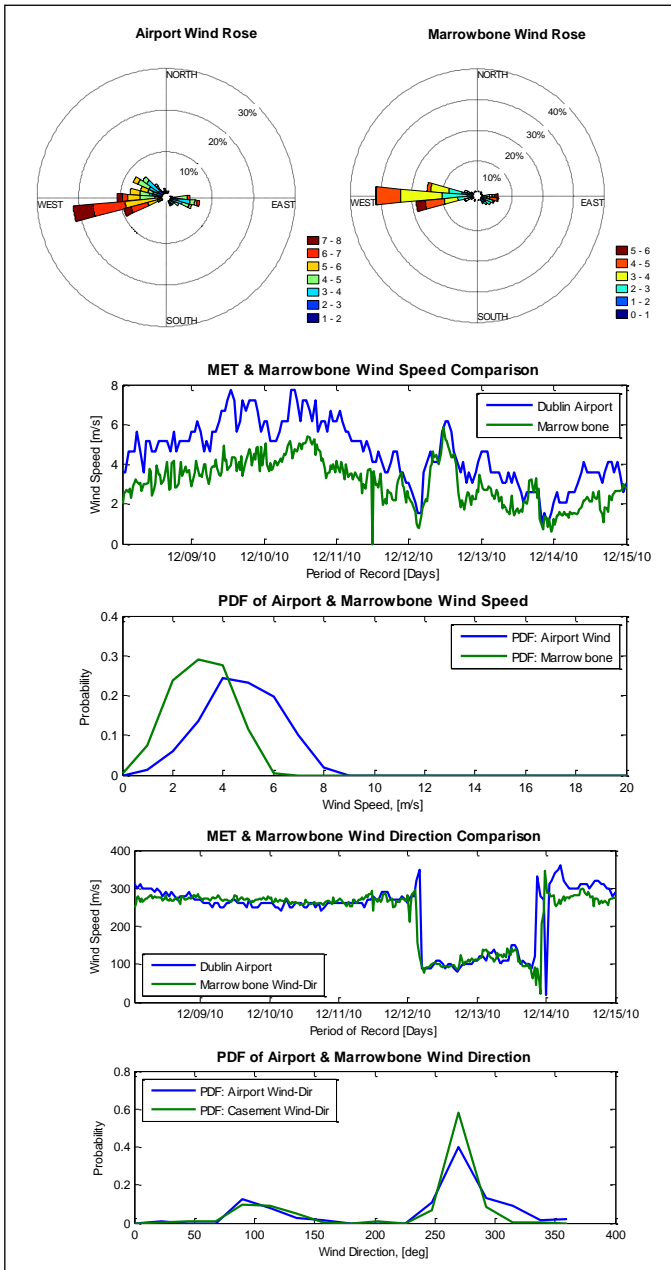 Airport Wind Rose
NORTH
30%
20%
10%
WEST
EAST
SOUTH
7 - 8
6 - 7
5 - 6
4 - 5
3 - 4
2 - 3
1 - 2
Marrowbone Wind Rose
NORTH
40%
30%
20%
10%
WEST
EAST
SOUTH
5 - 6
4 - 5
3 - 4
2 - 3
1 - 2
0 - 1
MET & Marrowbone Wind Speed Comparison
8
6
4
2
0
Wind Speed [m/s]
Dublin Airport
Marrowbone
12/09/10 12/10/10 12/11/10 12/12/10 12/13/10 12/14/10 12/15/10
Period of Record [Days]
PDF of Airport & Marrowbone Wind Speed
0.4
0.3
0.2
0.1
0
Probability
PDF: Airport Wind
PDF: Marrowbone
0 2 4 6 8 10 12 14 16 18 20
Wind Speed, [m/s]
MET & Marrowbone Wind Direction Comparison
400
300
200
100
0
Wind Speed [m/s]
Dublin Airport
Marrowbone Wind-Dir
12/09/10 12/10/10 12/11/10 12/12/10 12/13/10 12/14/10 12/15/10
Period of Record [Days]
PDF of Airport & Marrowbone Wind Direction
0.8
0.6
0.4
0.2
0
Probability
PDF: Airport Wind-Dir
PDF: Casement Wind-Dir
0 50 100 150 200 250 300 350 400
Wind Direction, [deg]